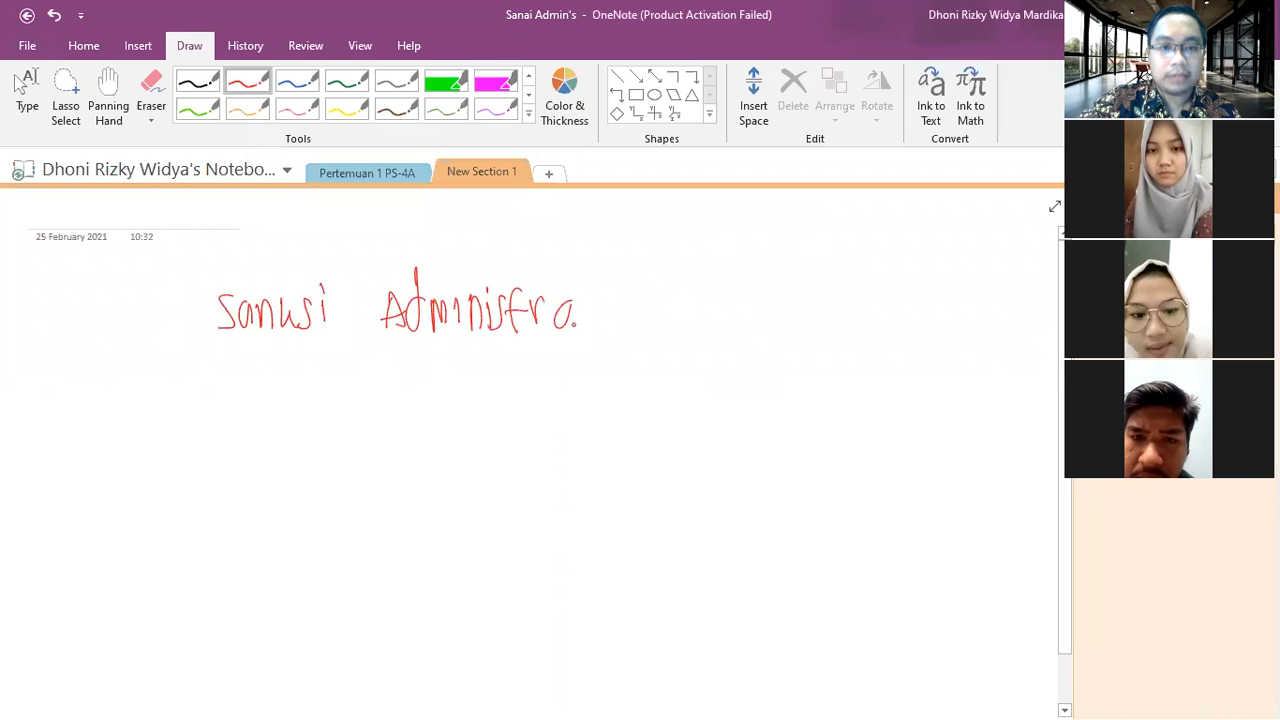 Sanai Admin's - OneNote (Product Activation Failed)
Dhoni Rizky Widya Mardika
File Home Insert Draw History Review View Help
Type
Lasso Select
Panning Hand
Eraser
Color & Thickness
Insert Space
Delete
Arrange
Rotate
Ink to Text
Ink to Math
Tools
Shapes
Edit
Convert
Dhoni Rizky Widya's Notebo...
Pertemuan 1 PS-4A
New Section 1
25 February 2021 10:32
Sanksi Administra